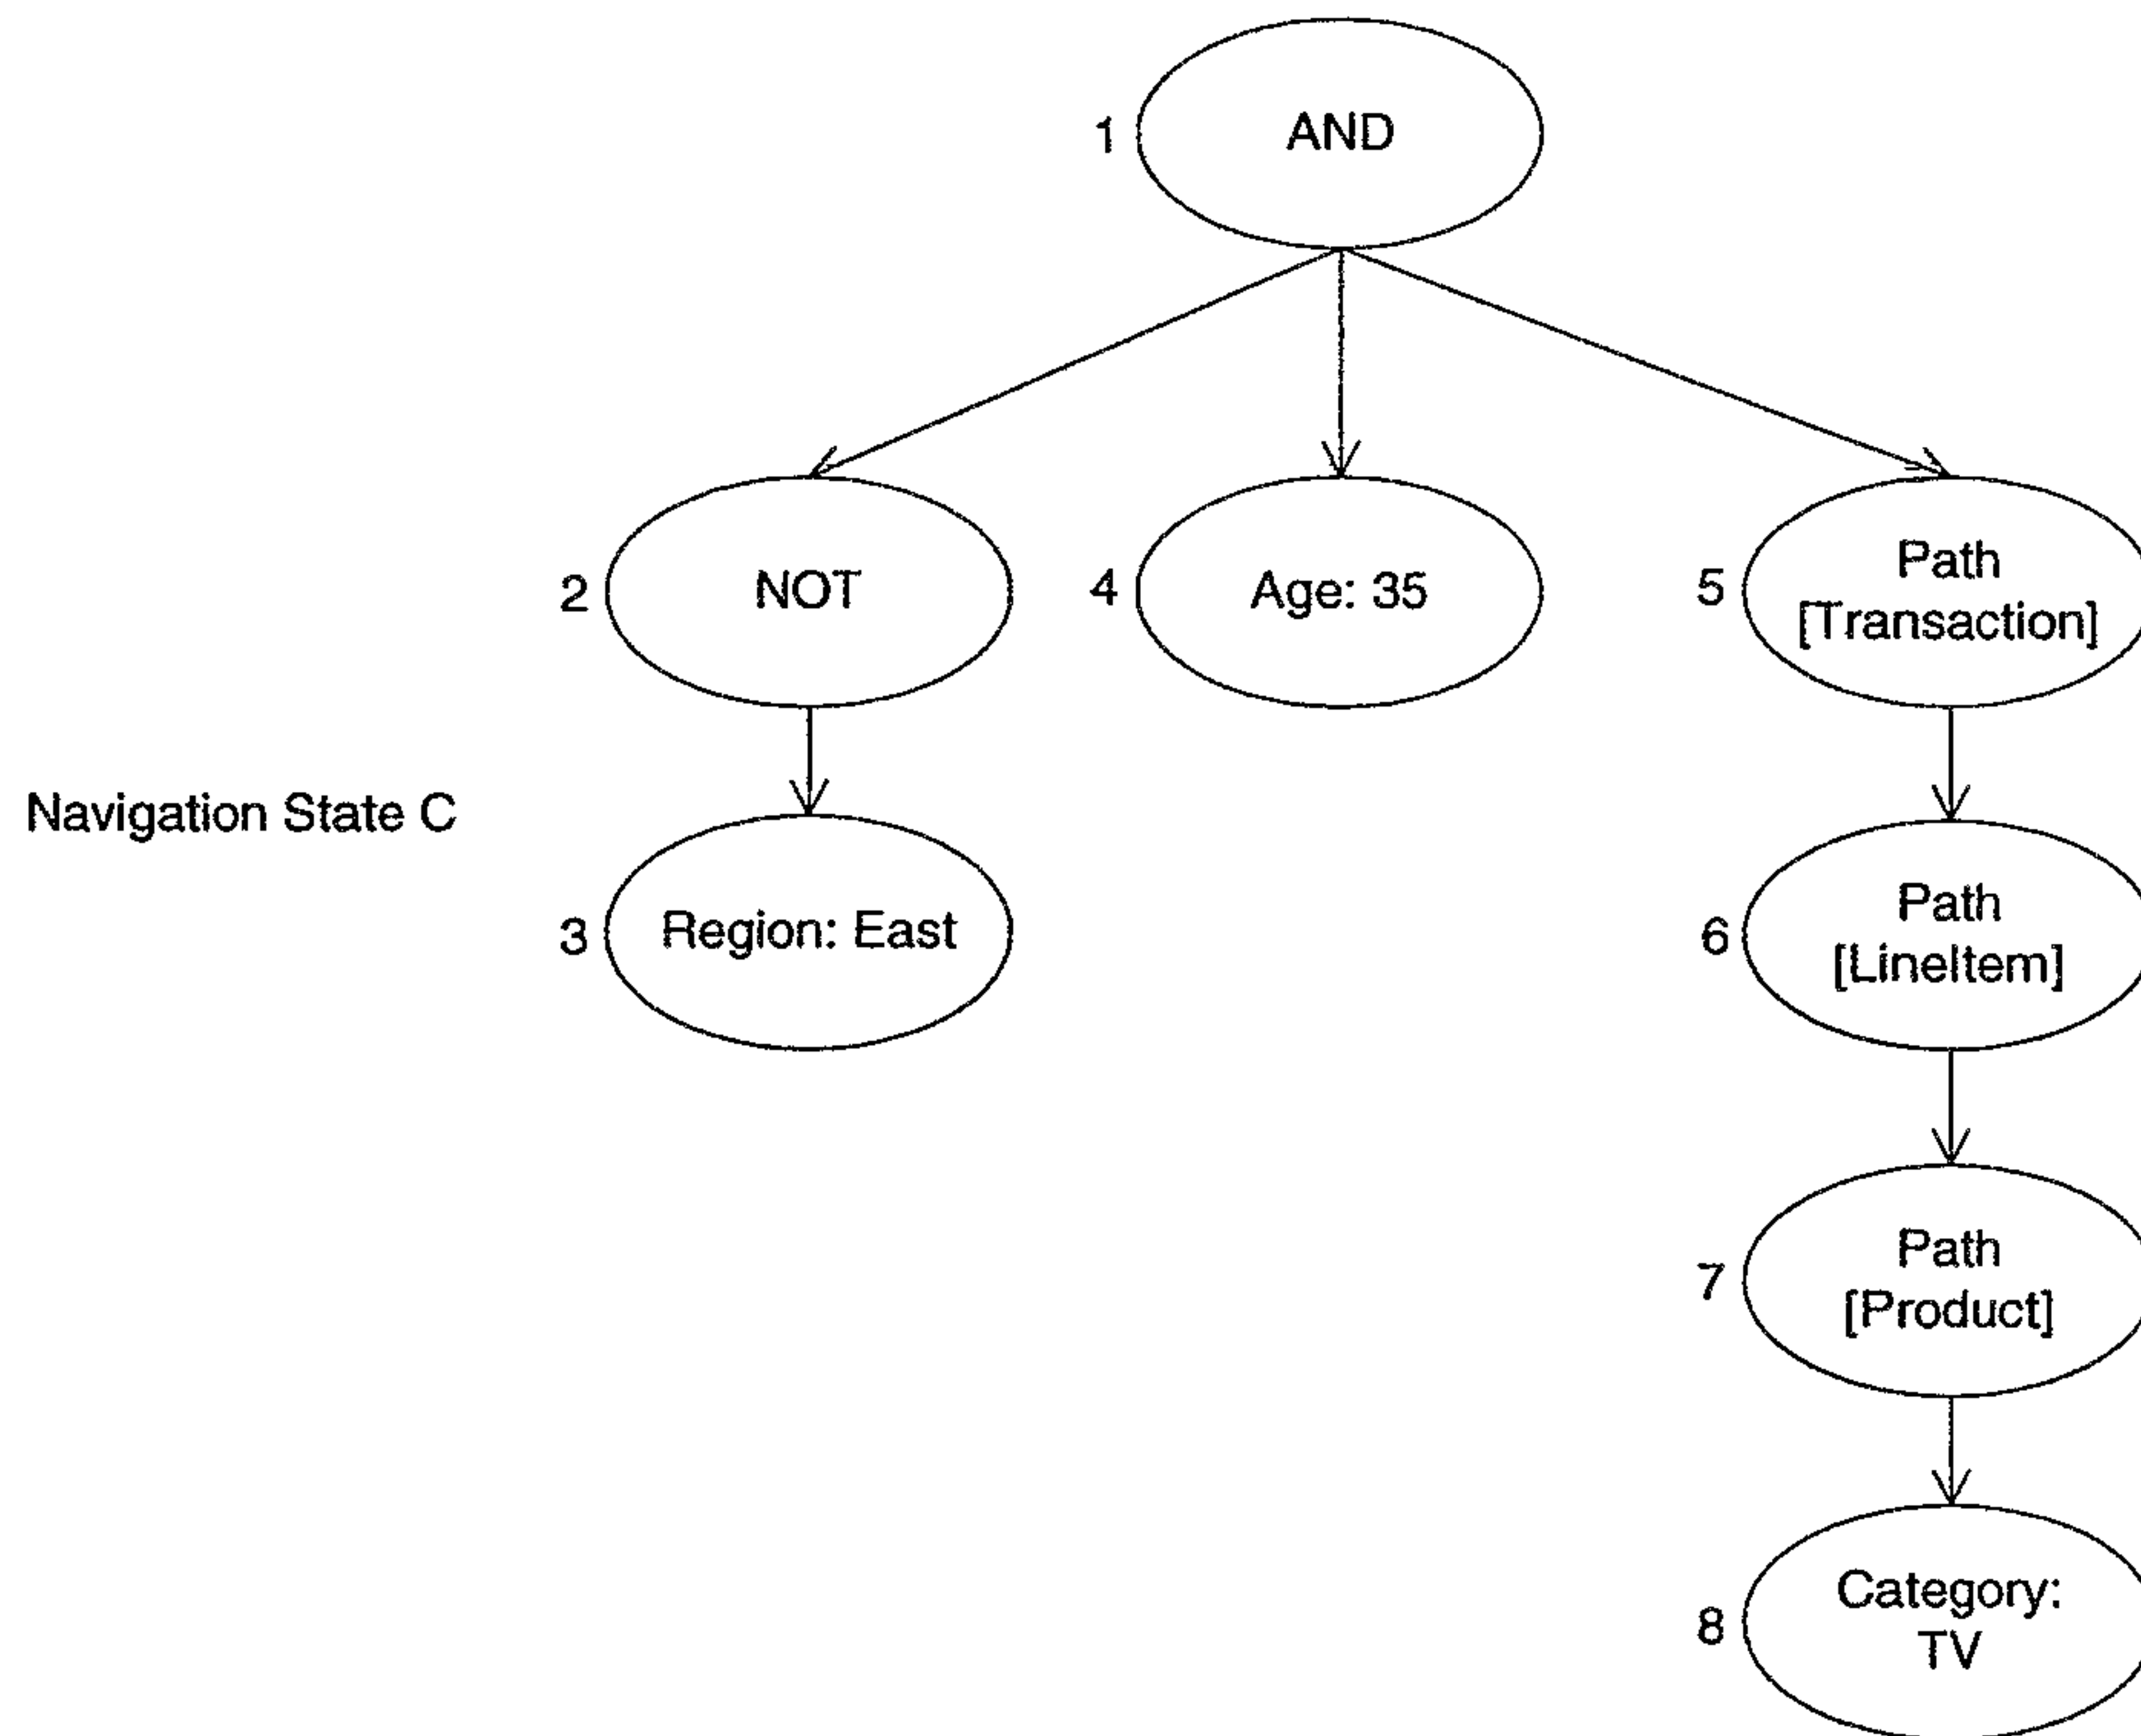 1
AND
2
NOT
4
Age: 35
5
Path
[Transaction]
Navigation State C
3
Region: East
6
Path
[LineItem]
7
Path
[Product]
8
Category:
TV